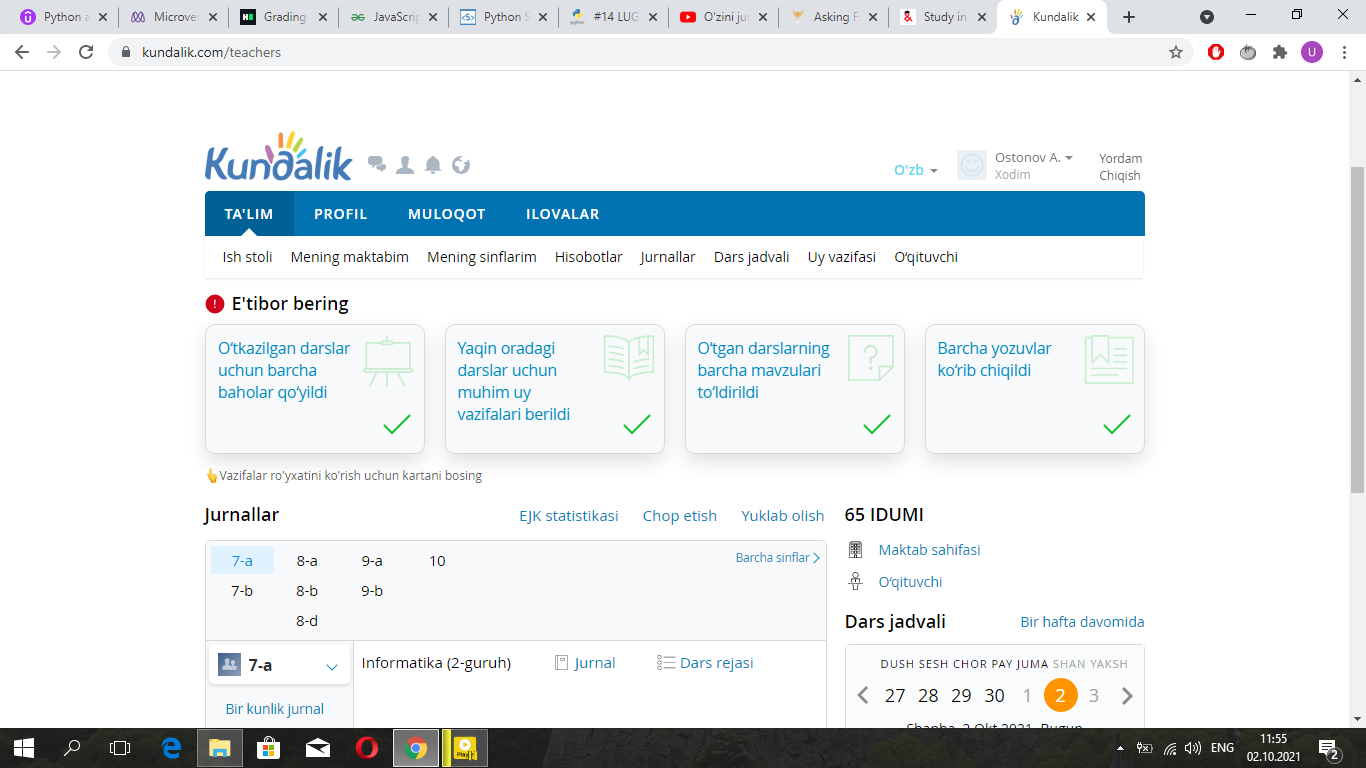 Python a
Microver
Grading
JavaScrip
Python S
#14 LUG
O'zini juc
Asking F
Study in
Kundalik
kundalik.com/teachers
U
Kundalik
O'zb
Ostonov A.
Xodim
Yordam
Chiqish
TA'LIM PROFIL MULOQOT ILOVALAR
Ish stoli Mening maktabim Mening sinflarim Hisobotlar Jurnallar Dars jadvali Uy vazifasi O‘qituvchi
! E'tibor bering
O‘tkazilgan darslar
uchun barcha
baholar qo‘yildi
Yaqin oradagi
darslar uchun
muhim uy
vazifalari berildi
O‘tgan darslarning
barcha mavzulari
to‘ldirildi
?
Barcha yozuvlar
ko‘rib chiqildi
Vazifalar ro'yxatini ko'rish uchun kartani bosing
Jurnallar EJK statistikasi Chop etish Yuklab olish
7-a 8-a 9-a 10 Barcha sinflar
7-b 8-b 9-b
8-d
7-a
Bir kunlik jurnal
Informatika (2-guruh) Jurnal Dars rejasi
65 IDUMI
Maktab sahifasi
O‘qituvchi
Dars jadvali Bir hafta davomida
DUSH SESH CHOR PAY JUMA SHAN YAKSH
27 28 29 30 1 2 3
Shanba, 2 Okt 2021, Bugun
ENG
11:55
02.10.2021
2